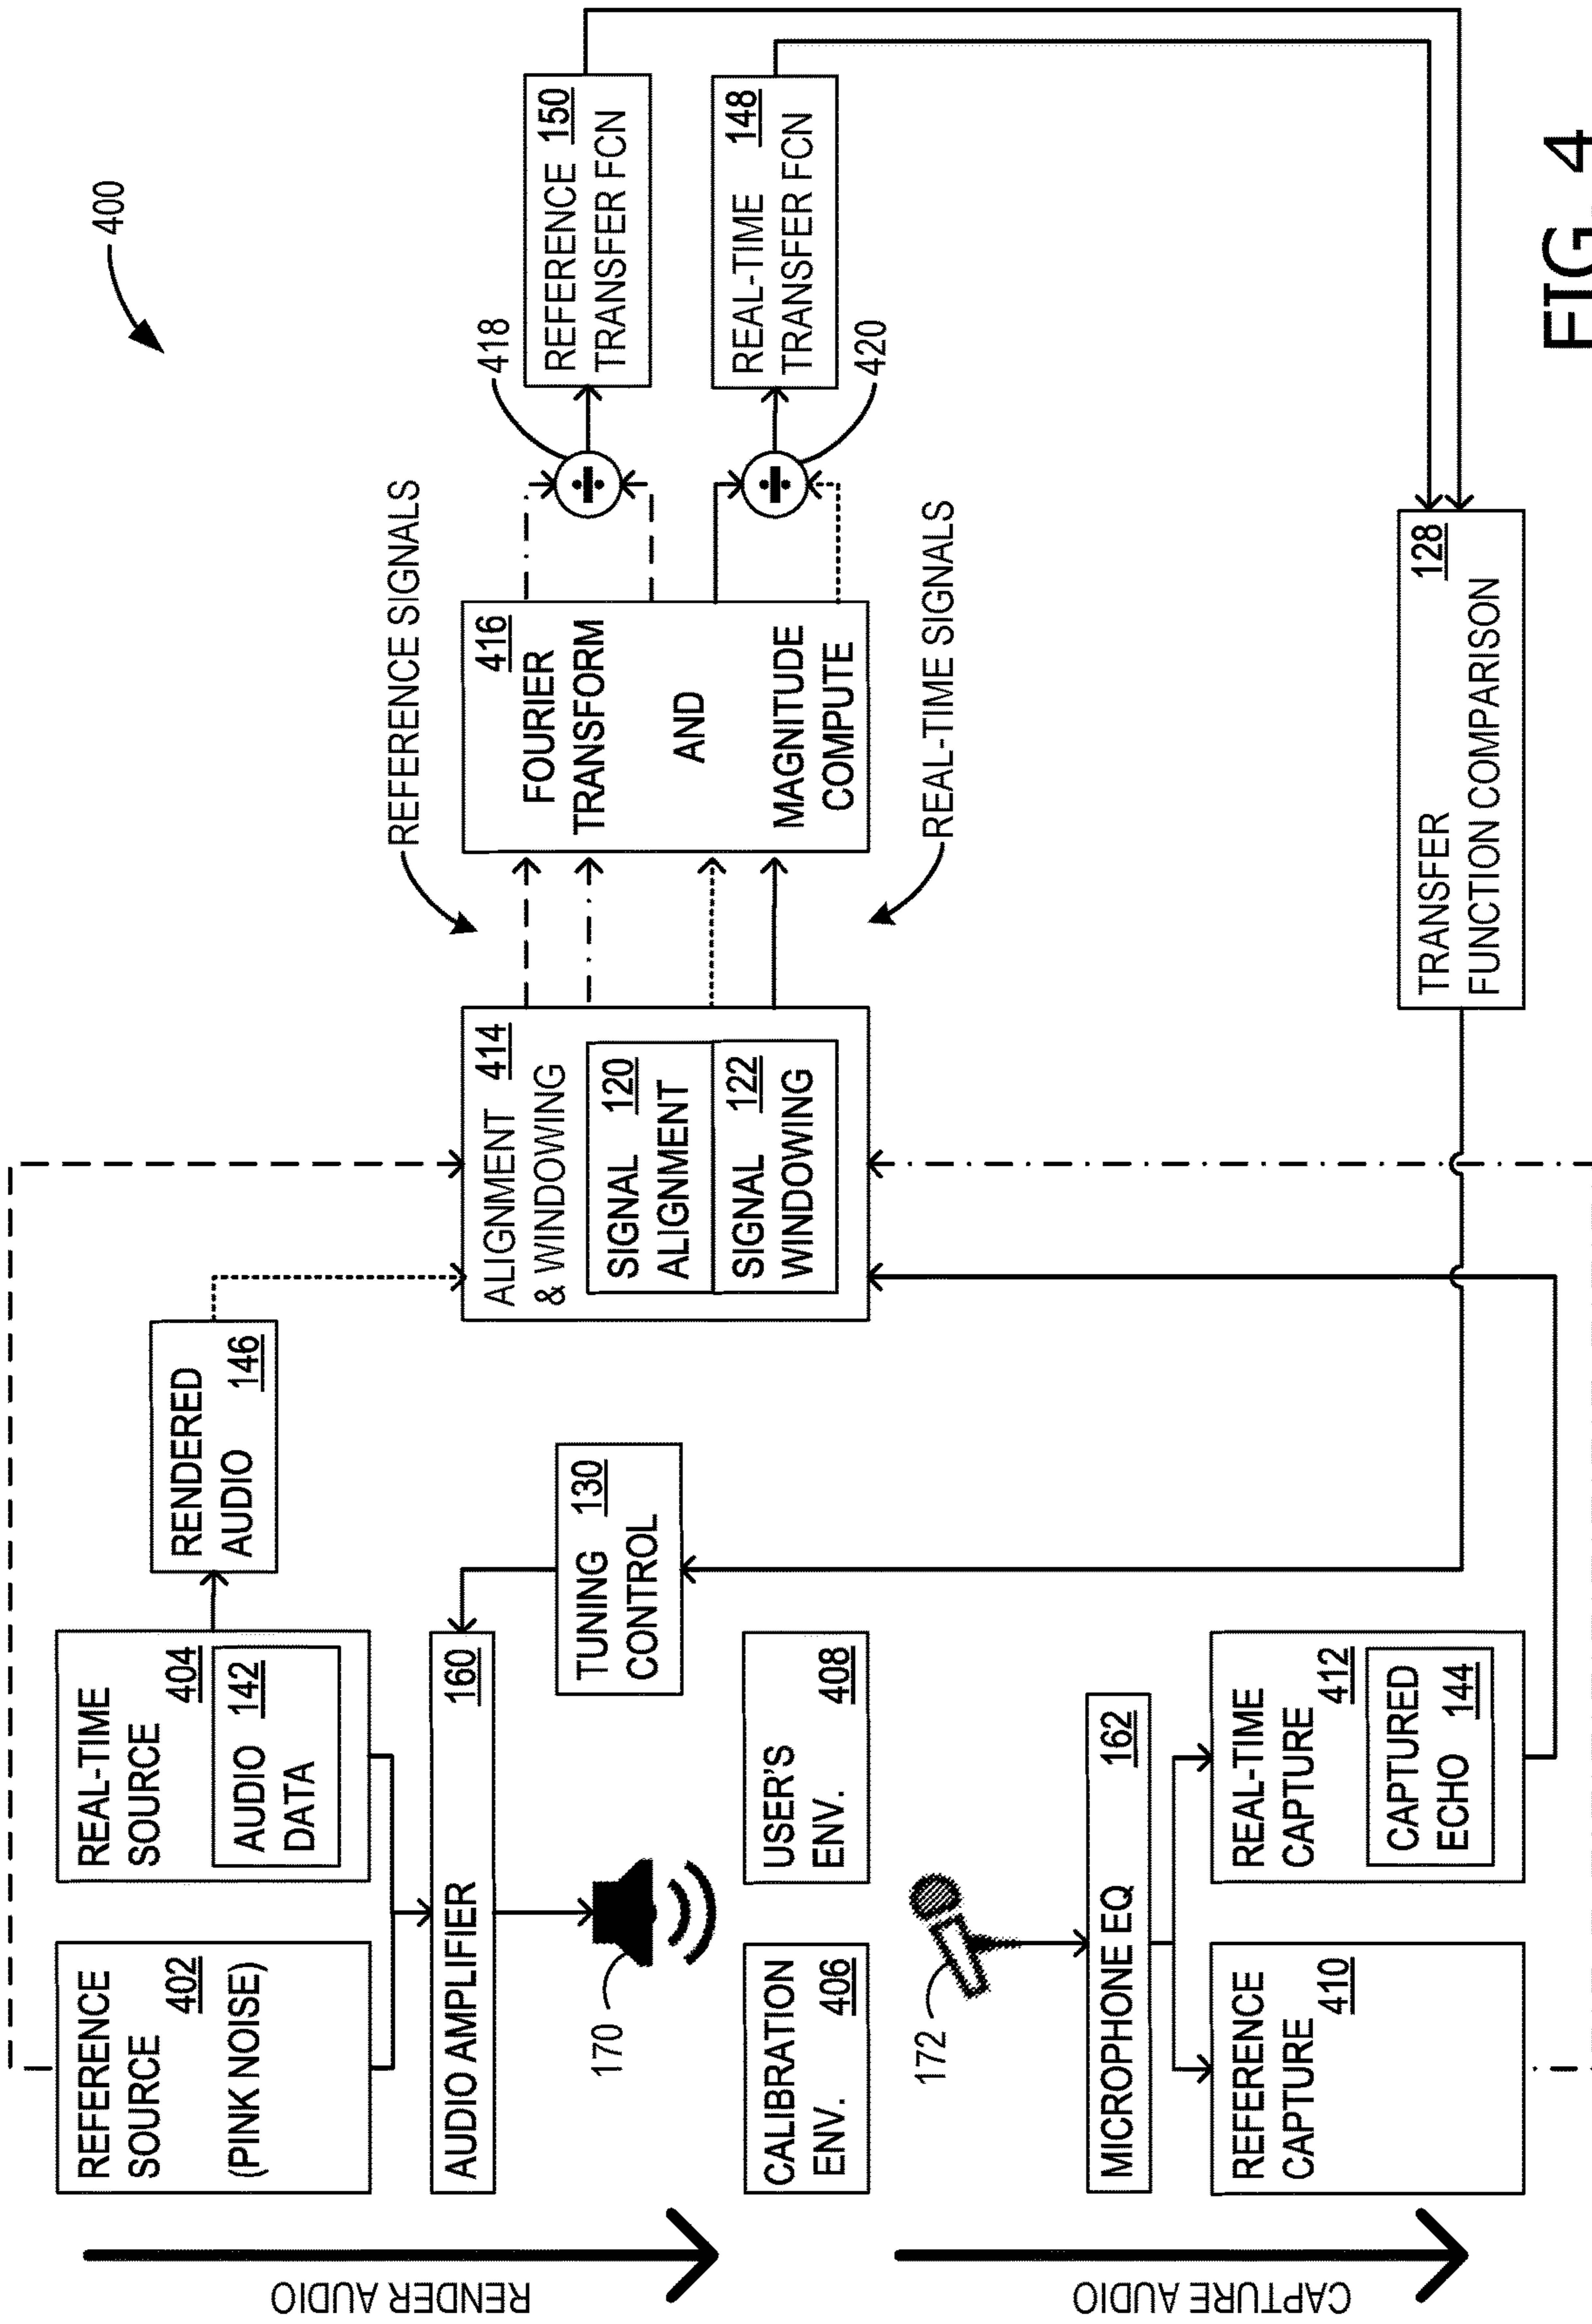 400
REFERENCE
SOURCE 402
(PINK NOISE)
REAL-TIME
SOURCE 404
AUDIO 142
DATA
RENDERED
AUDIO 146
AUDIO AMPLIFIER 160
TUNING 130
CONTROL
170
CALIBRATION
ENV. 406
USER'S
ENV. 408
172
MICROPHONE EQ 162
REFERENCE
CAPTURE 410
REAL-TIME
CAPTURE 412
CAPTURED
ECHO 144
RENDER AUDIO
CAPTURE AUDIO
ALIGNMENT 414
& WINDOWING
SIGNAL 120
ALIGNMENT
SIGNAL 122
WINDOWING
REFERENCE SIGNALS
416
FOURIER
TRANSFORM
AND
MAGNITUDE
COMPUTE
REAL-TIME SIGNALS
418
÷
REFERENCE 150
TRANSFER FCN
420
÷
REAL-TIME 148
TRANSFER FCN
TRANSFER 128
FUNCTION COMPARISON
FIG. 4